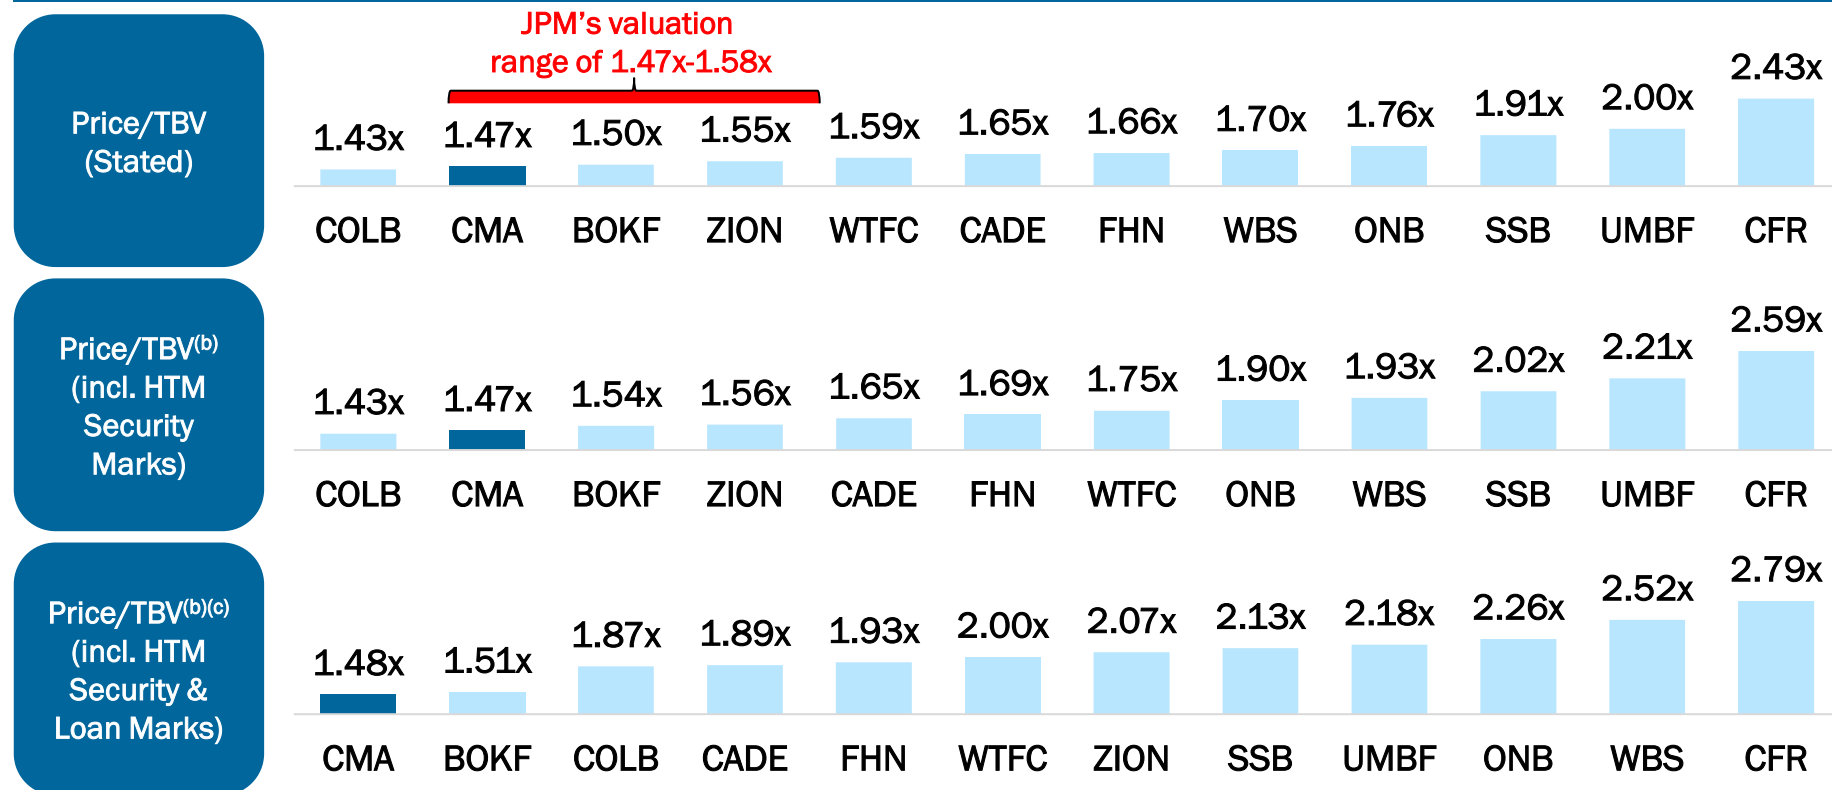 JPM's valuation
range of 1.47x-1.58x
Price/TBV
(Stated)
1.43x 1.47x 1.50x 1.55x 1.59x 1.65x 1.66x 1.70x 1.76x 1.91x 2.00x 2.43x
COLB CMA BOKF ZION WTFC CADE FHN WBS ONB SSB UMBF CFR
Price/TBV(b)
(incl. HTM
Security
Marks)
1.43x 1.47x 1.54x 1.56x 1.65x 1.69x 1.75x 1.90x 1.93x 2.02x 2.21x 2.59x
COLB CMA BOKF ZION CADE FHN WTFC ONB WBS SSB UMBF CFR
Price/TBV(b)(c)
(incl. HTM
Security &
Loan Marks)
1.48x 1.51x 1.87x 1.89x 1.93x 2.00x 2.07x 2.13x 2.18x 2.26x 2.52x 2.79x
CMA BOKF COLB CADE FHN WTFC ZION SSB UMBF ONB WBS CFR